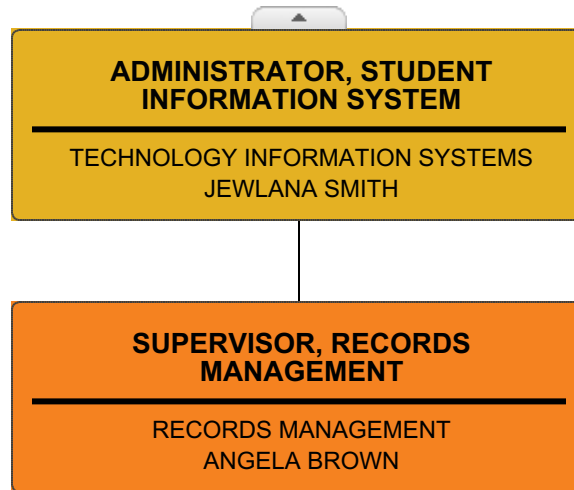 ADMINISTRATOR, STUDENT
INFORMATION SYSTEM
TECHNOLOGY INFORMATION SYSTEMS
JEWLANA SMITH
SUPERVISOR, RECORDS
MANAGEMENT
RECORDS MANAGEMENT
ANGELA BROWN